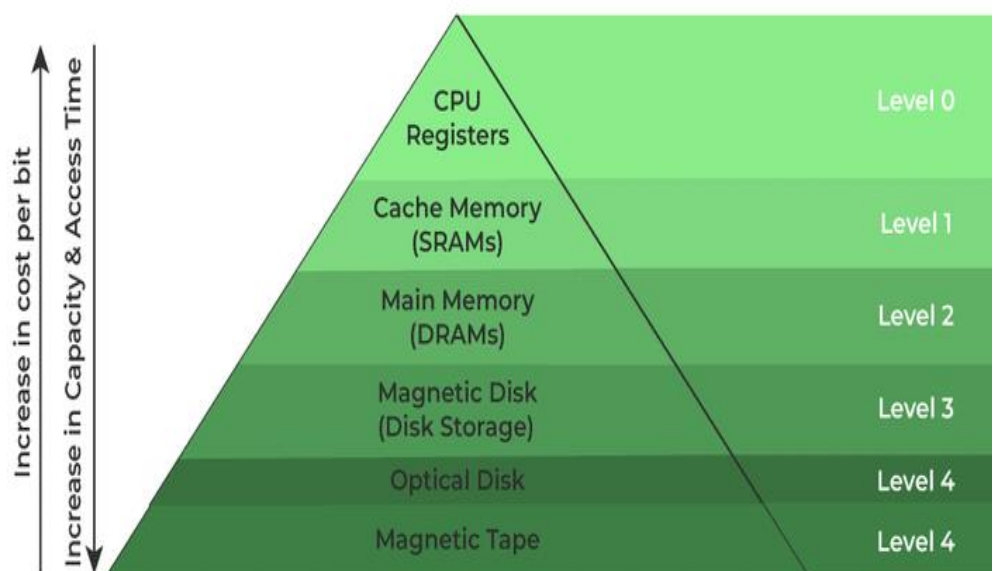 Increase in cost per bit
Increase in Capacity & Access Time
CPU
Registers
Level 0
Cache Memory
(SRAMs)
Level 1
Main Memory
(DRAMs)
Level 2
Magnetic Disk
(Disk Storage)
Level 3
Optical Disk
Level 4
Magnetic Tape
Level 4